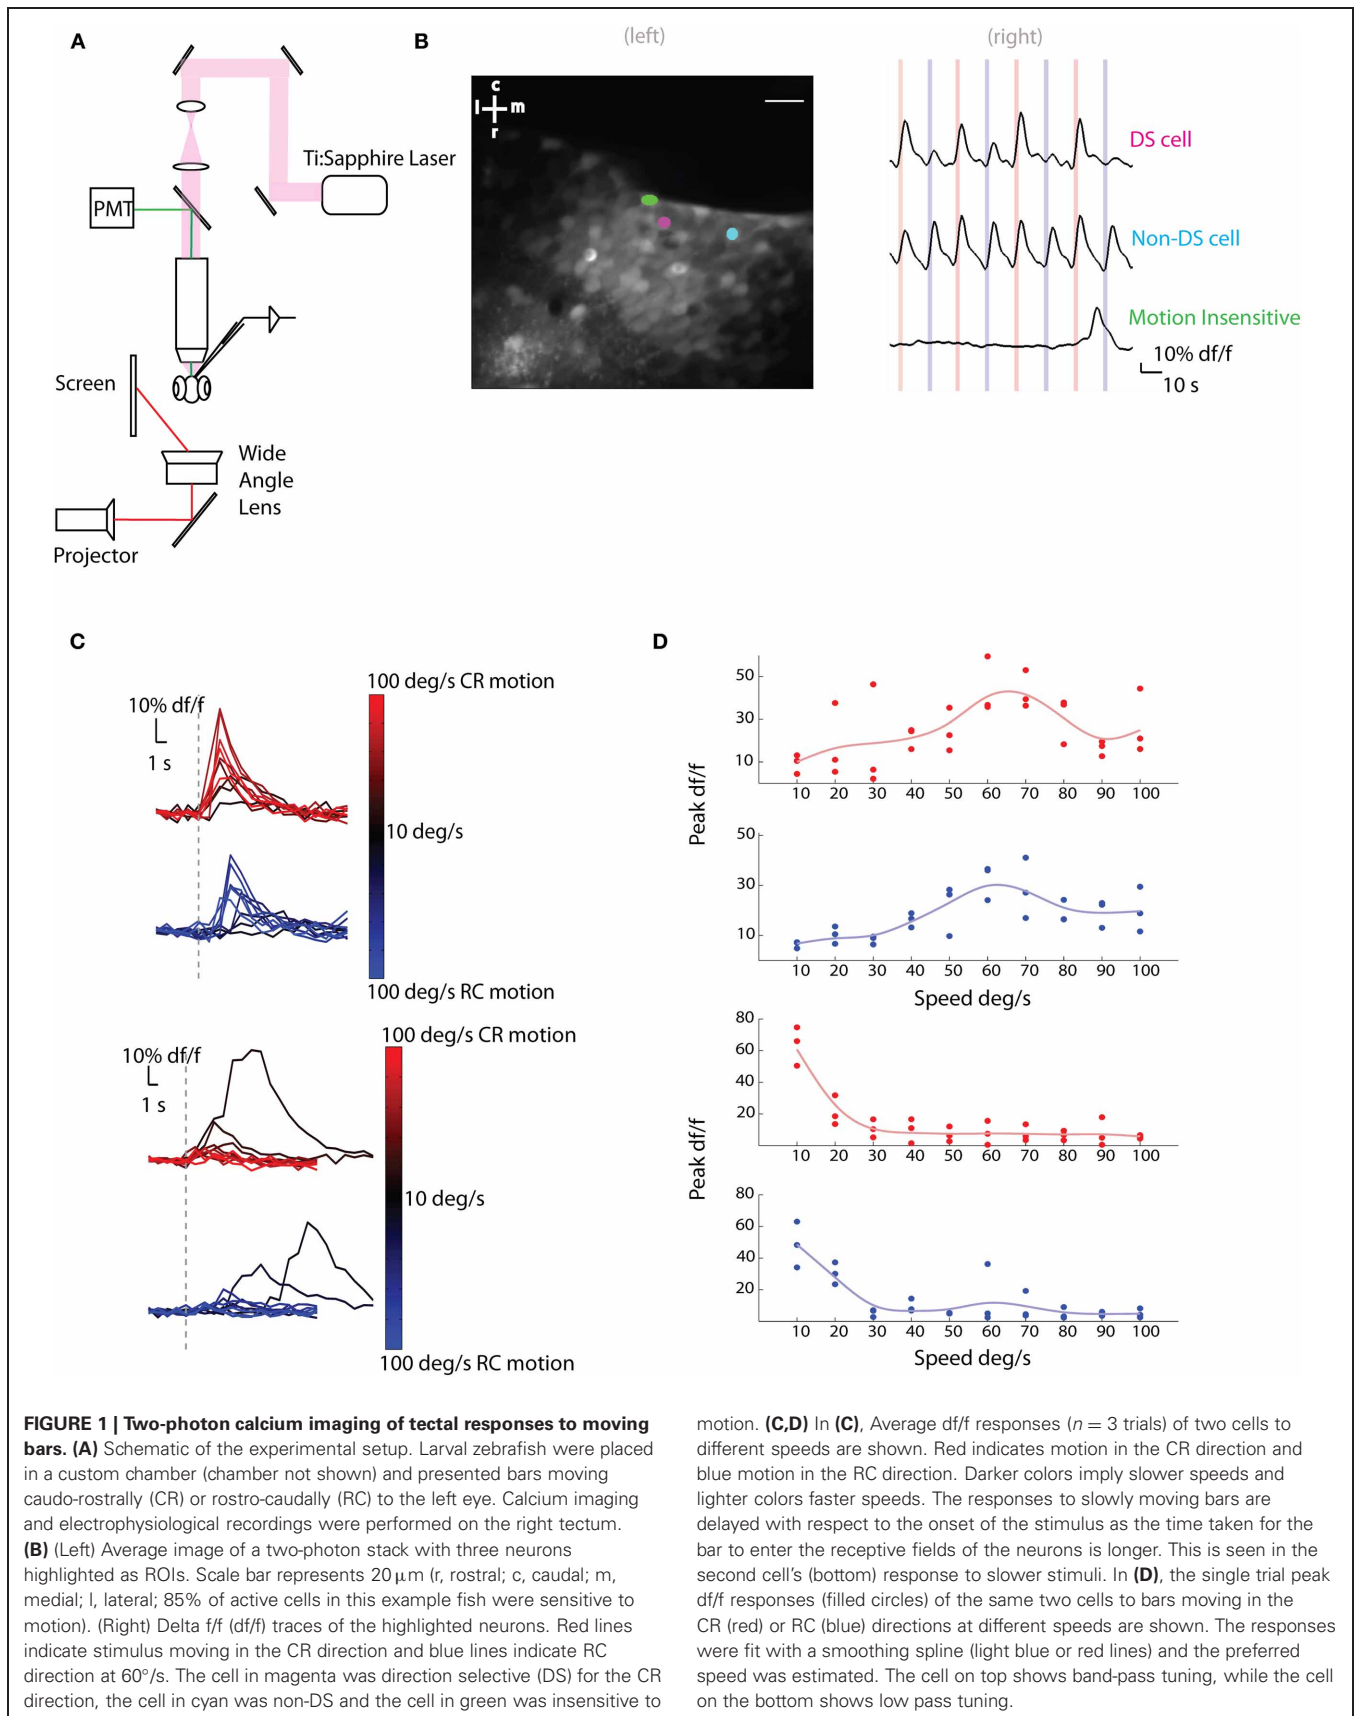 A
Ti:Sapphire Laser
PMT
Screen
Wide
Angle
Lens
Projector
B
(left)
(right)
c
l m
r
DS cell
Non-DS cell
Motion Insensitive
10% df/f
10 s
C
100 deg/s CR motion
10% df/f
1 s
10 deg/s
100 deg/s RC motion
100 deg/s CR motion
10% df/f
1 s
10 deg/s
100 deg/s RC motion
D
50
30
10
10 20 30 40 50 60 70 80 90 100
Peak df/f
50
30
10
10 20 30 40 50 60 70 80 90 100
Speed deg/s
80
60
40
20
10 20 30 40 50 60 70 80 90 100
Peak df/f
80
60
40
20
10 20 30 40 50 60 70 80 90 100
Speed deg/s
FIGURE 1 | Two-photon calcium imaging of tectal responses to moving
bars. (A) Schematic of the experimental setup. Larval zebrafish were placed
in a custom chamber (chamber not shown) and presented bars moving
caudo-rostrally (CR) or rostro-caudally (RC) to the left eye. Calcium imaging
and electrophysiological recordings were performed on the right tectum.
(B) (Left) Average image of a two-photon stack with three neurons
highlighted as ROIs. Scale bar represents 20 μm (r, rostral; c, caudal; m,
medial; l, lateral; 85% of active cells in this example fish were sensitive to
motion). (Right) Delta f/f (df/f) traces of the highlighted neurons. Red lines
indicate stimulus moving in the CR direction and blue lines indicate RC
direction at 60°/s. The cell in magenta was direction selective (DS) for the CR
direction, the cell in cyan was non-DS and the cell in green was insensitive to
motion. (C,D) In (C), Average df/f responses (n = 3 trials) of two cells to
different speeds are shown. Red indicates motion in the CR direction and
blue motion in the RC direction. Darker colors imply slower speeds and
lighter colors faster speeds. The responses to slowly moving bars are
delayed with respect to the onset of the stimulus as the time taken for the
bar to enter the receptive fields of the neurons is longer. This is seen in the
second cell's (bottom) response to slower stimuli. In (D), the single trial peak
df/f responses (filled circles) of the same two cells to bars moving in the
CR (red) or RC (blue) directions at different speeds are shown. The responses
were fit with a smoothing spline (light blue or red lines) and the preferred
speed was estimated. The cell on top shows band-pass tuning, while the cell
on the bottom shows low pass tuning.